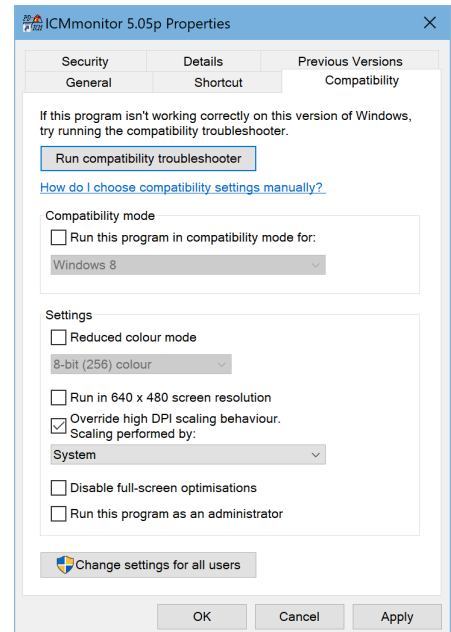 ICMmonitor 5.05p Properties
Security Details Previous Versions
General Shortcut Compatibility
If this program isn't working correctly on this version of Windows,
try running the compatibility troubleshooter.
Run compatibility troubleshooter
How do I choose compatibility settings manually?
Compatibility mode
Run this program in compatibility mode for:
Windows 8
Settings
Reduced colour mode
8-bit (256) colour
Run in 640 x 480 screen resolution
Override high DPI scaling behaviour.
Scaling performed by:
System
Disable full-screen optimisations
Run this program as an administrator
Change settings for all users
OK Cancel Apply